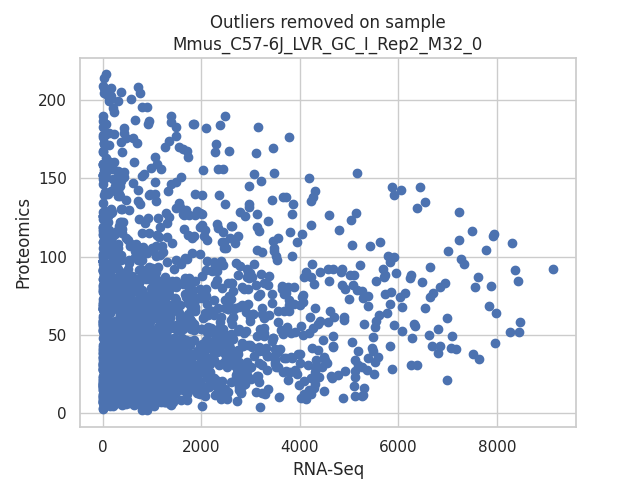 Outliers removed on sample
Mmus_C57-6J_LVR_GC_I_Rep2_M32_0
200
150
100
50
0
Proteomics
0 2000 4000 6000 8000
RNA-Seq